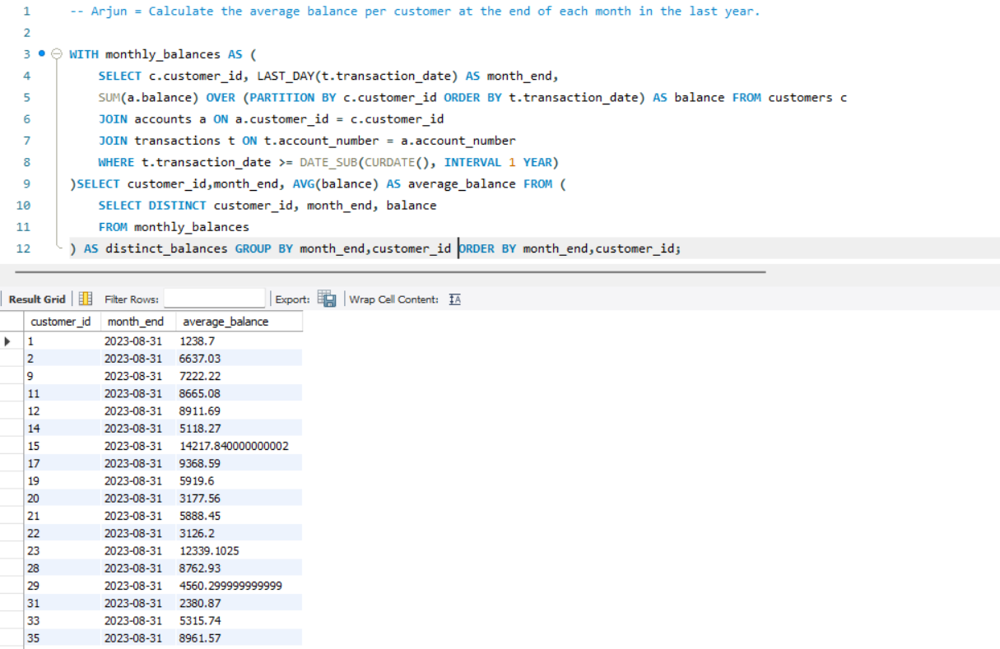 1 -- Arjun = Calculate the average balance per customer at the end of each month in the last year.
2
3 WITH monthly_balances AS (
4 SELECT c.customer_id, LAST_DAY(t.transaction_date) AS month_end,
5 SUM(a.balance) OVER (PARTITION BY c.customer_id ORDER BY t.transaction_date) AS balance FROM customers c
6 JOIN accounts a ON a.customer_id = c.customer_id
7 JOIN transactions t ON t.account_number = a.account_number
8 WHERE t.transaction_date >= DATE_SUB(CURDATE(), INTERVAL 1 YEAR)
9 )SELECT customer_id,month_end, AVG(balance) AS average_balance FROM (
10 SELECT DISTINCT customer_id, month_end, balance
11 FROM monthly_balances
12 ) AS distinct_balances GROUP BY month_end,customer_id ORDER BY month_end,customer_id;
Result Grid Filter Rows: Export: Wrap Cell Content: IA
customer_id month_end average_balance
1 2023-08-31 1238.7
2 2023-08-31 6637.03
9 2023-08-31 7222.22
11 2023-08-31 8665.08
12 2023-08-31 8911.69
14 2023-08-31 5118.27
15 2023-08-31 14217.840000000002
17 2023-08-31 9368.59
19 2023-08-31 5919.6
20 2023-08-31 3177.56
21 2023-08-31 5888.45
22 2023-08-31 3126.2
23 2023-08-31 12339.1025
28 2023-08-31 8762.93
29 2023-08-31 4560.299999999999
31 2023-08-31 2380.87
33 2023-08-31 5315.74
35 2023-08-31 8961.57